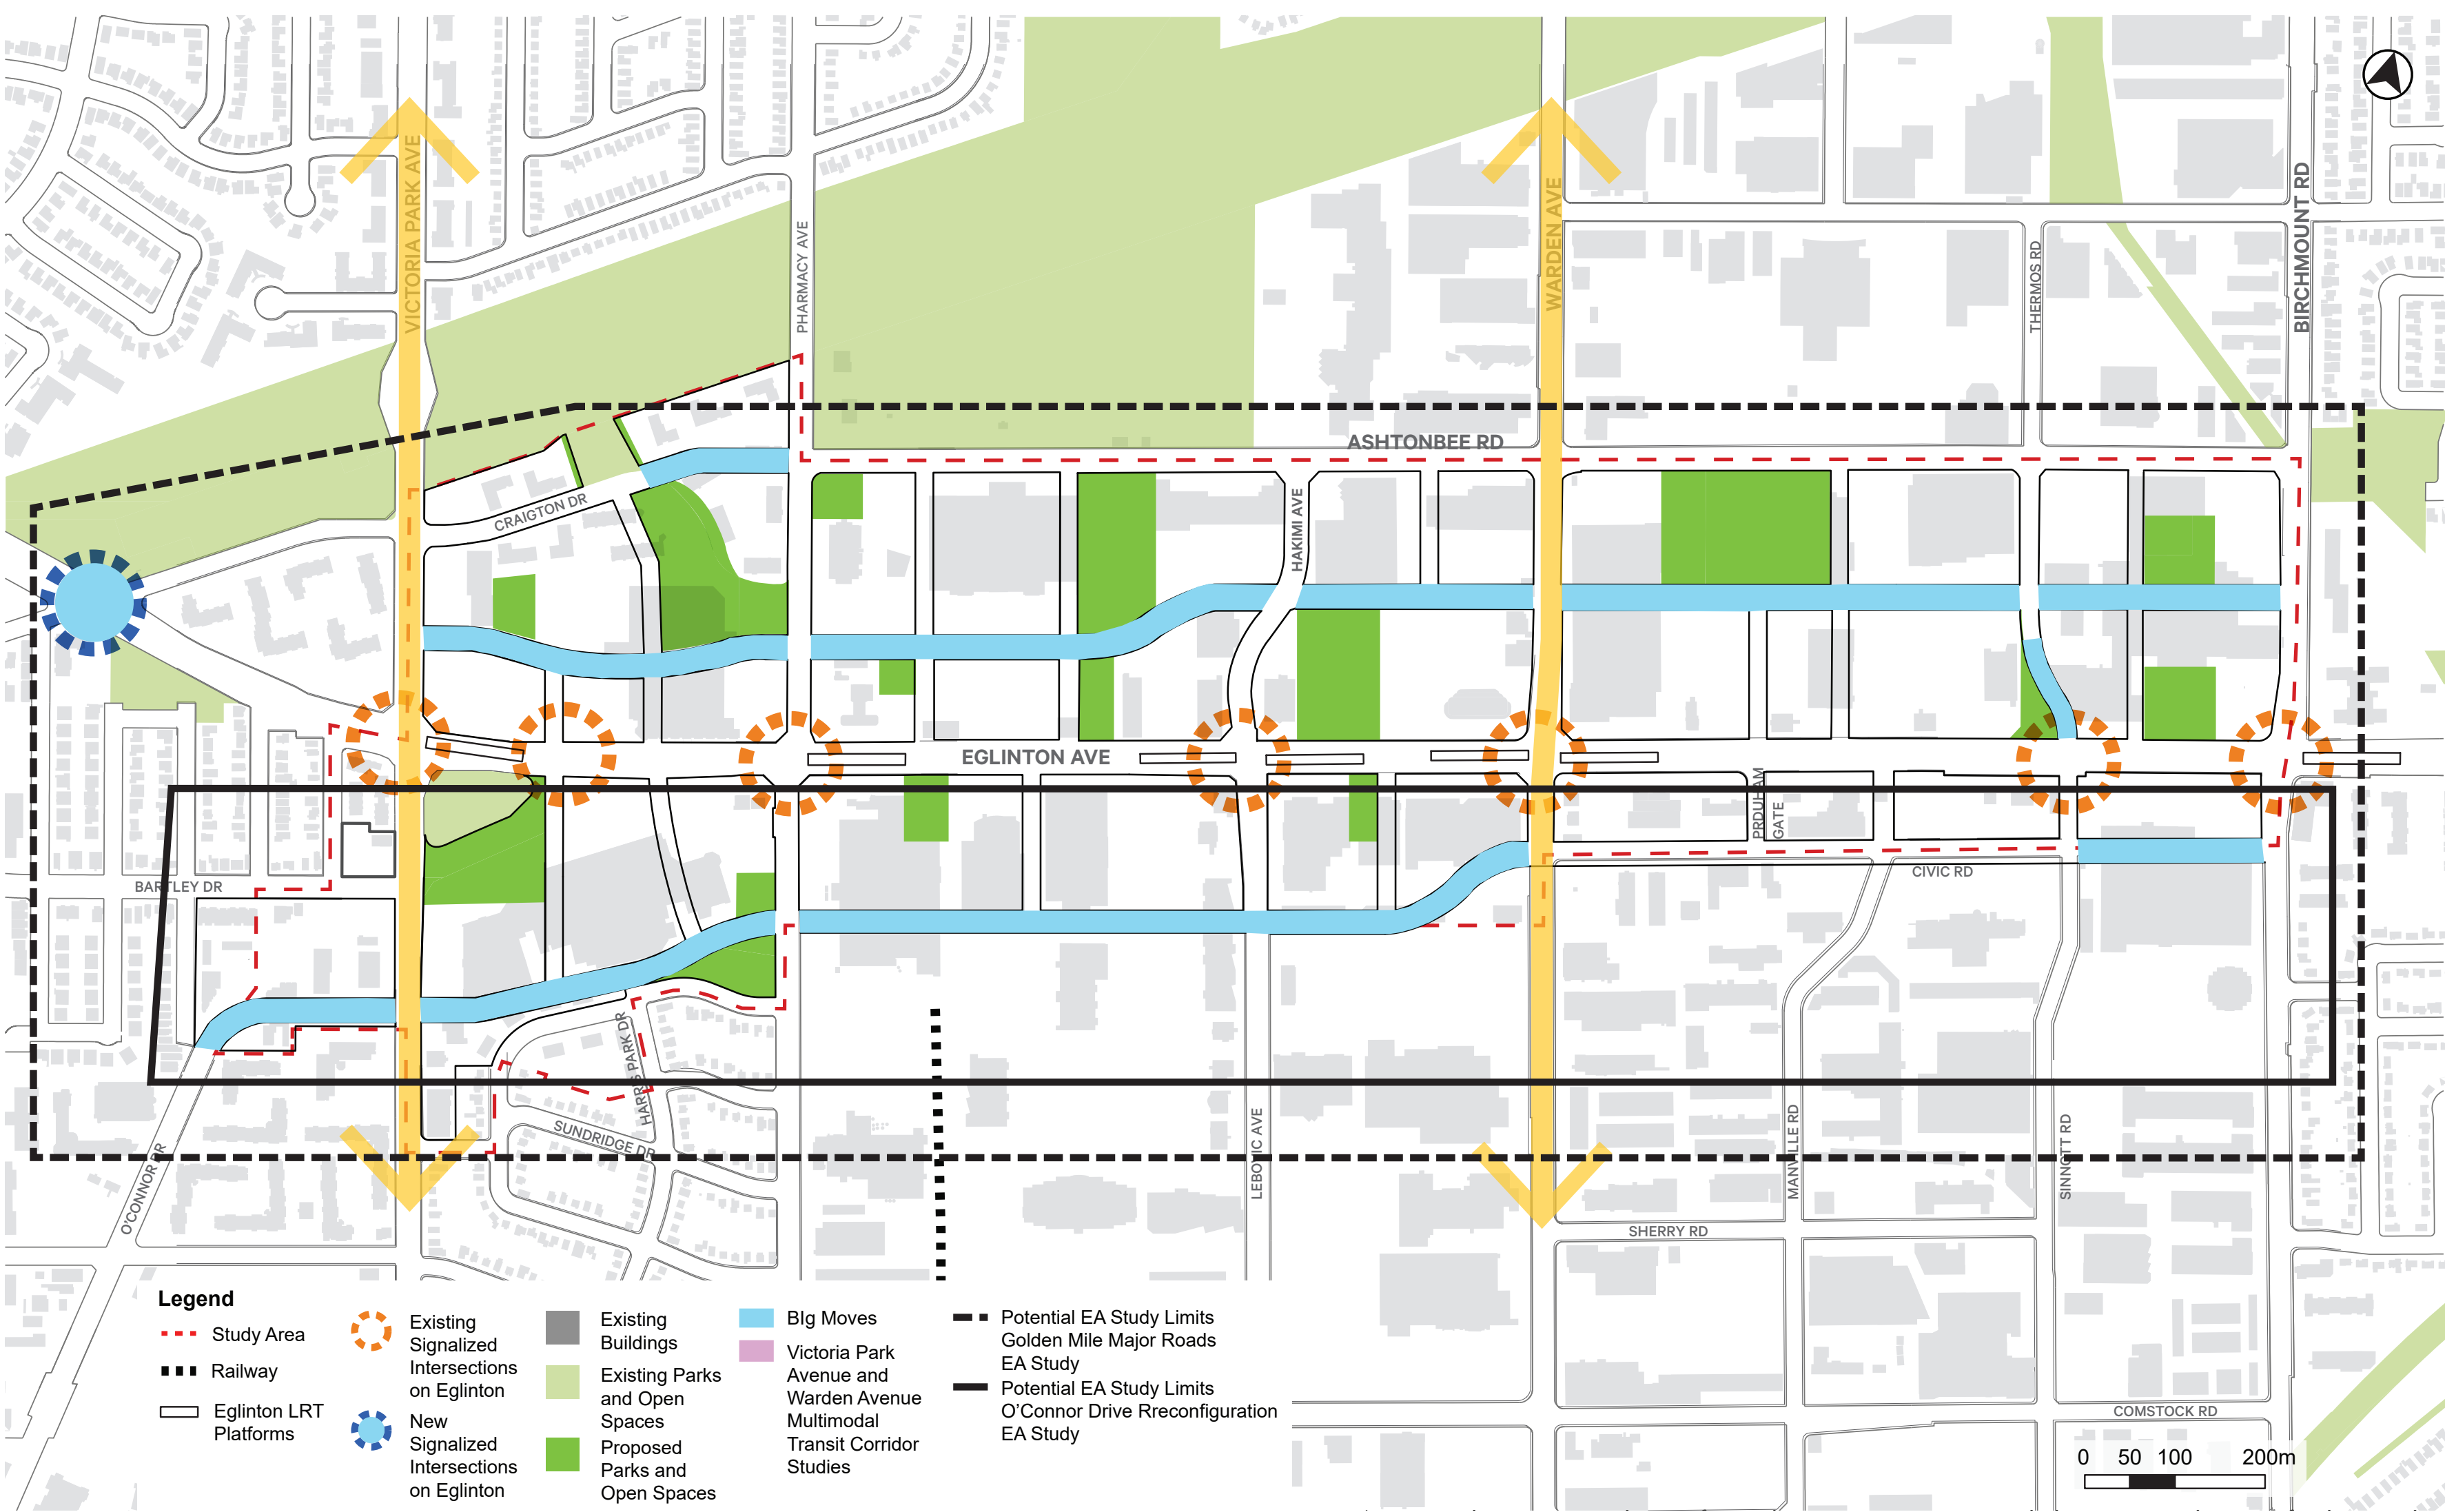 VICTORIA PARK AVE
PHARMACY AVE
WARDEN AVE
THERMOS RD
BIRCHMOUNT RD
ASHTONBEE RD
CRAIGTON DR
HAKIMI AVE
EGLINTON AVE
PRDUHAM
GATE
BARTLEY DR
CIVIC RD
HARRIS PARK DR
SUNDRIDGE DR
O'CONNOR DR
LEBOVIC AVE
MANVILLE RD
SINNOTT RD
SHERRY RD
COMSTOCK RD
Legend
Study Area
Railway
Eglinton LRT
Platforms
Existing
Signalized
Intersections
on Eglinton
New
Signalized
Intersections
on Eglinton
Existing
Buildings
Existing Parks
and Open
Spaces
Proposed
Parks and
Open Spaces
BIg Moves
Victoria Park
Avenue and
Warden Avenue
Multimodal
Transit Corridor
Studies
Potential EA Study Limits
Golden Mile Major Roads
EA Study
Potential EA Study Limits
O'Connor Drive Rreconfiguration
EA Study
0 50 100 200m